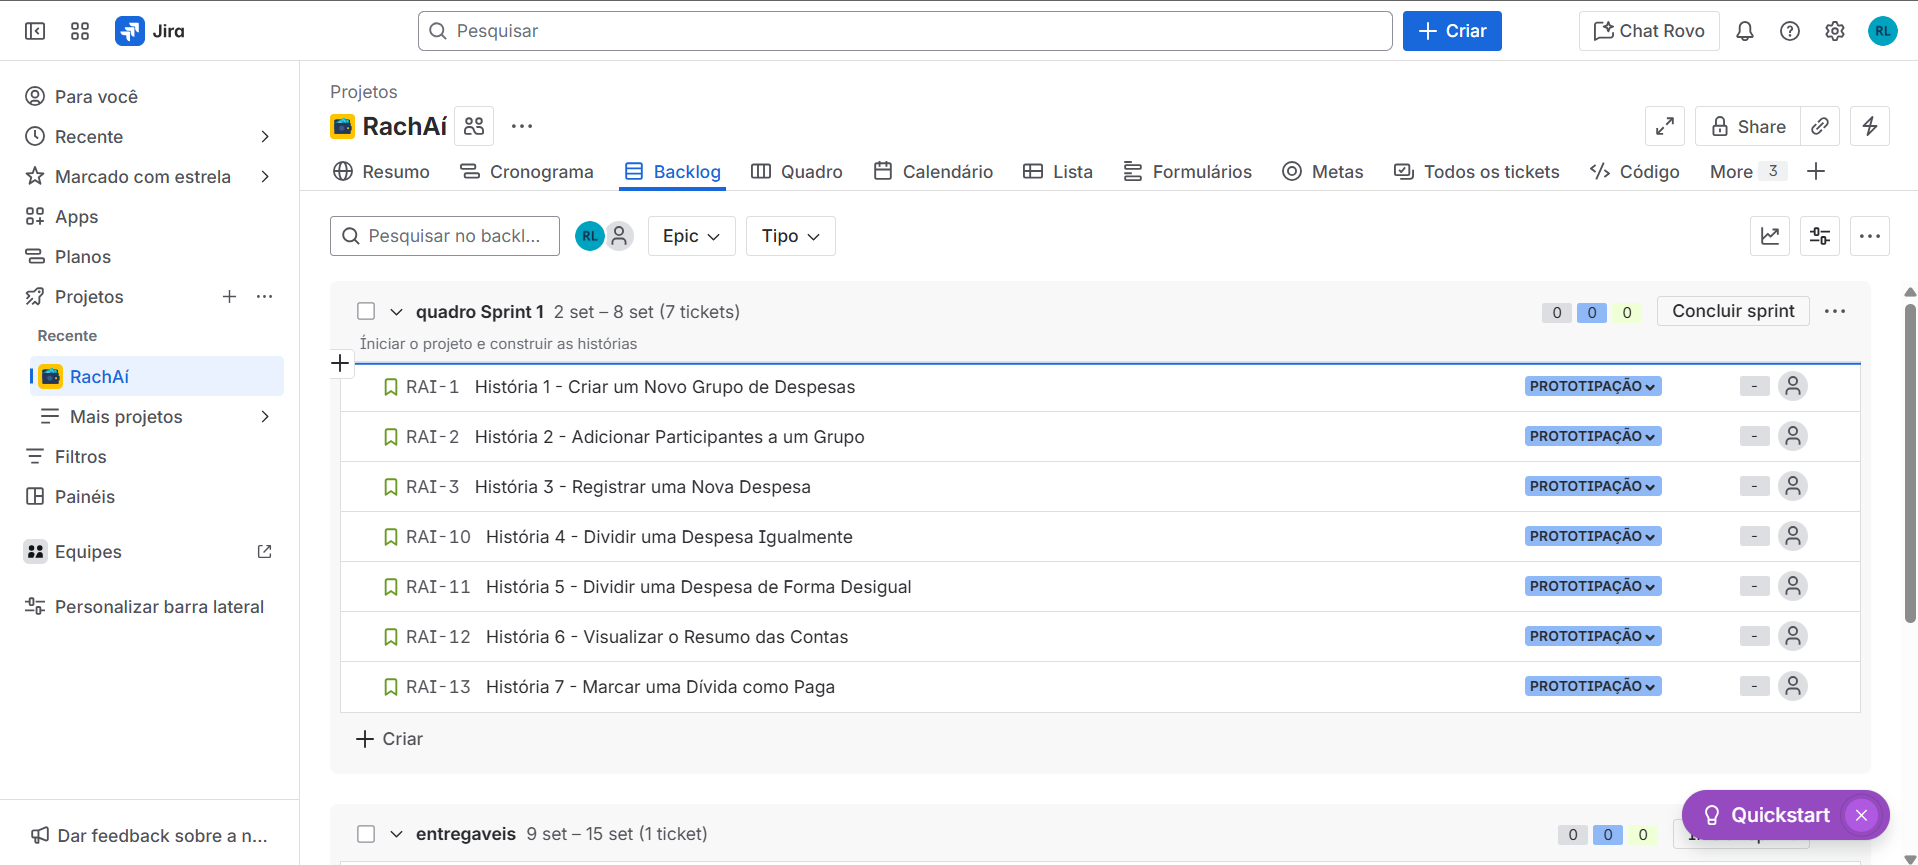 Jira
Pesquisar
Criar
Chat Rovo
RL
Para você
Recente
Marcado com estrela
Apps
Planos
Projetos
Recente
RachAí
Mais projetos
Filtros
Painéis
Equipes
Personalizar barra lateral
Dar feedback sobre a n...
Projetos
RachAí
Share
Resumo
Cronograma
Backlog
Quadro
Calendário
Lista
Formulários
Metas
Todos os tickets
Código
More 3
Pesquisar no backl...
RL
Epic
Tipo
quadro Sprint 1 2 set – 8 set (7 tickets)
0 0 0
Concluir sprint
Iniciar o projeto e construir as histórias
RAI-1 História 1 - Criar um Novo Grupo de Despesas PROTOTIPAÇÃO -
RAI-2 História 2 - Adicionar Participantes a um Grupo PROTOTIPAÇÃO -
RAI-3 História 3 - Registrar uma Nova Despesa PROTOTIPAÇÃO -
RAI-10 História 4 - Dividir uma Despesa Igualmente PROTOTIPAÇÃO -
RAI-11 História 5 - Dividir uma Despesa de Forma Desigual PROTOTIPAÇÃO -
RAI-12 História 6 - Visualizar o Resumo das Contas PROTOTIPAÇÃO -
RAI-13 História 7 - Marcar uma Dívida como Paga PROTOTIPAÇÃO -
Criar
entregaveis 9 set – 15 set (1 ticket)
0 0 0
Quickstart